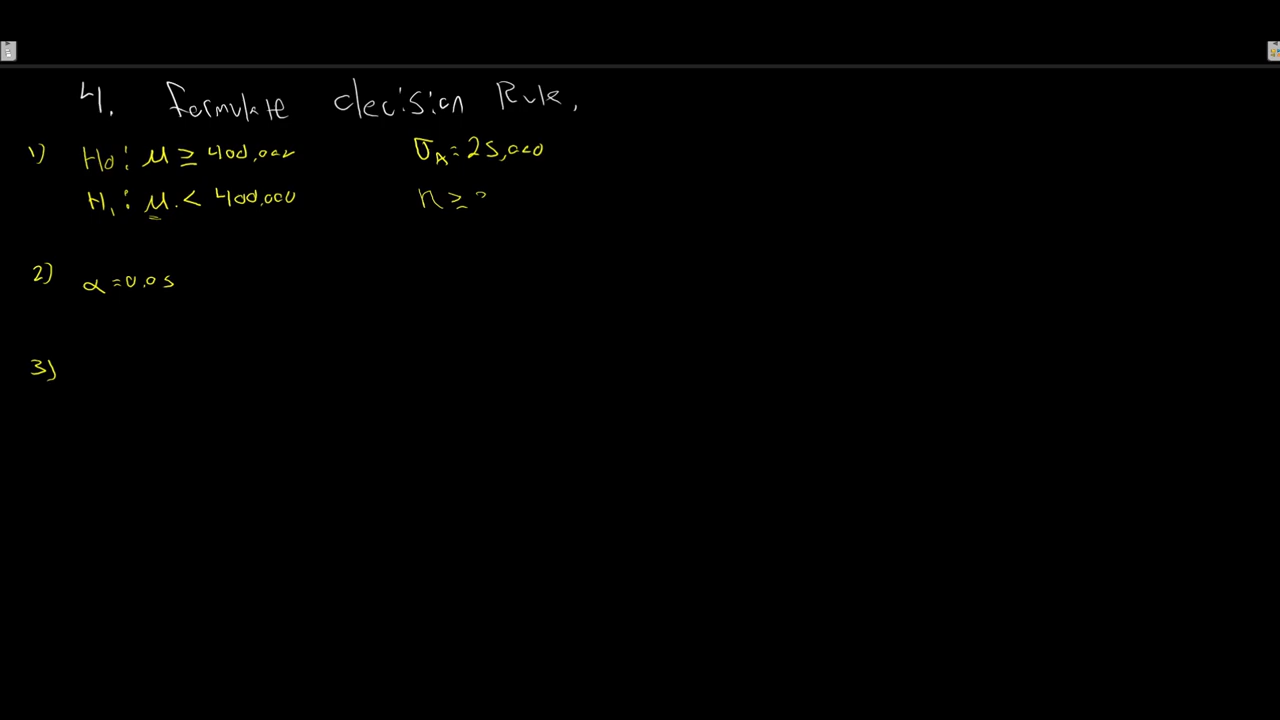 4. Formulate decision Rule.
1) H0: μ ≥ 400,000 σA = 25,000
H1: μ < 400,000 n ≥
2) α = 0.05
3)